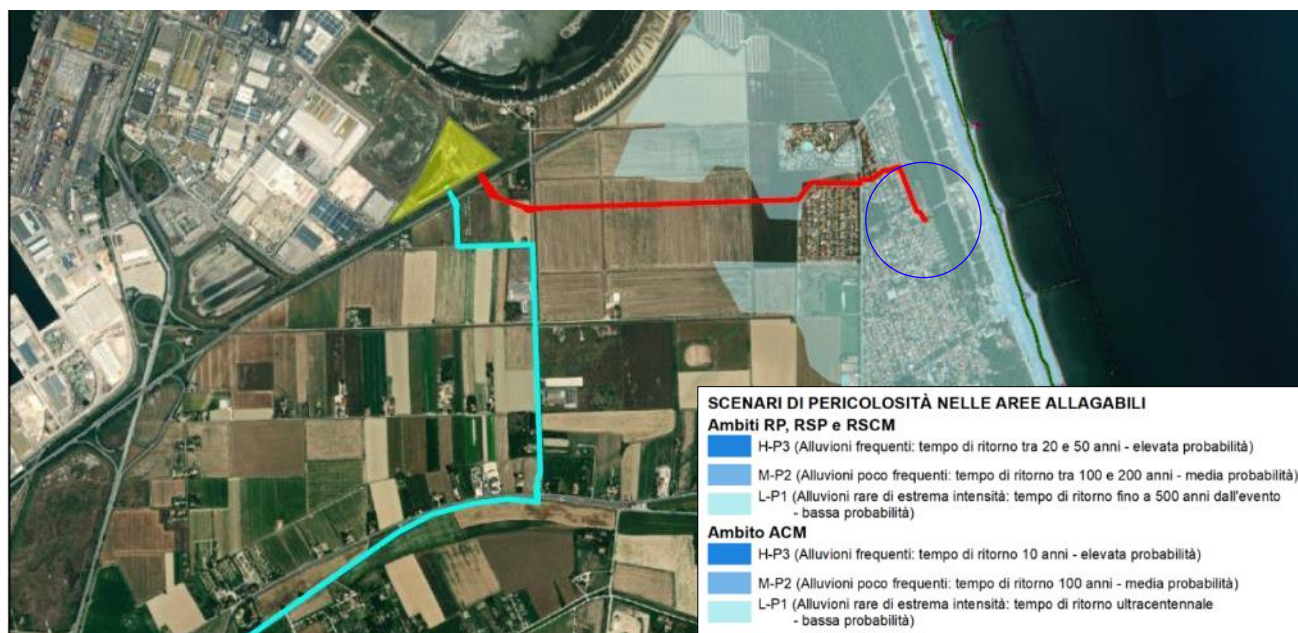 SCENARI DI PERICOLOSITÀ NELLE AREE ALLAGABILI
Ambiti RP, RSP e RSCM
H-P3 (Alluvioni frequenti: tempo di ritorno tra 20 e 50 anni - elevata probabilità)
M-P2 (Alluvioni poco frequenti: tempo di ritorno tra 100 e 200 anni - media probabilità)
L-P1 (Alluvioni rare di estrema intensità: tempo di ritorno fino a 500 anni dall'evento
- bassa probabilità)
Ambito ACM
H-P3 (Alluvioni frequenti: tempo di ritorno 10 anni - elevata probabilità)
M-P2 (Alluvioni poco frequenti: tempo di ritorno 100 anni - media probabilità)
L-P1 (Alluvioni rare di estrema intensità: tempo di ritorno ultracentennale
- bassa probabilità)